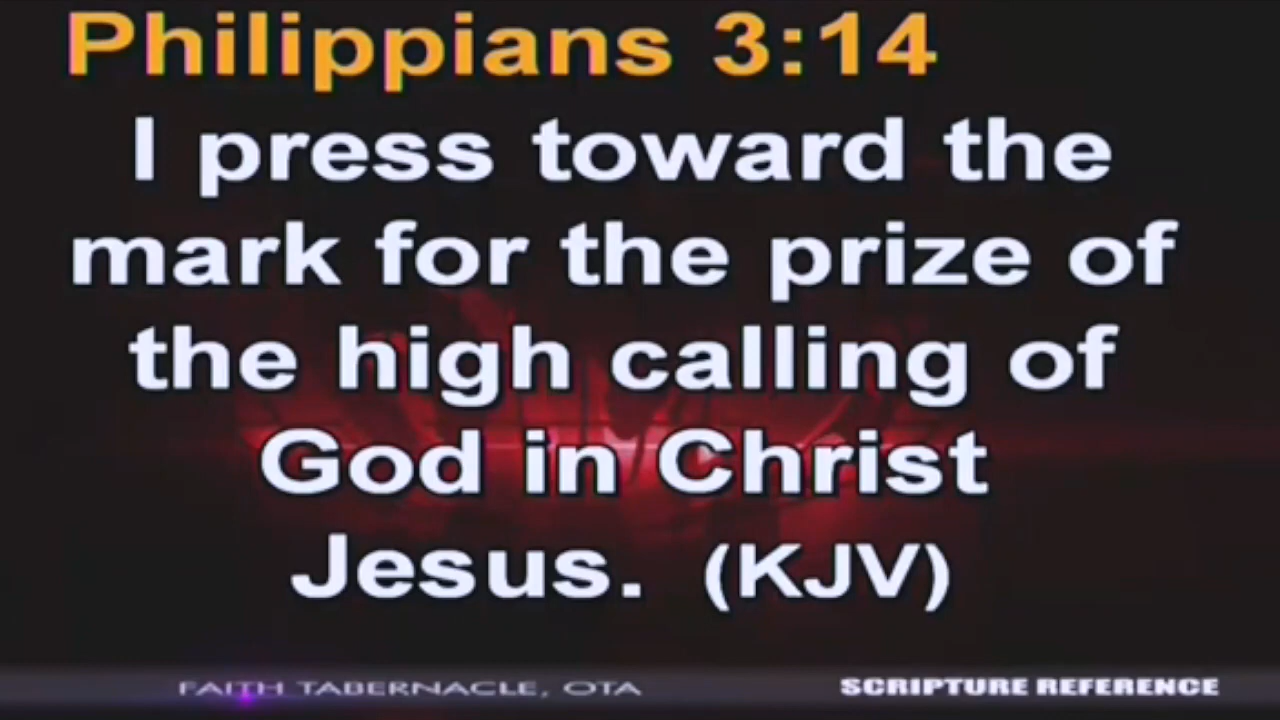 Philippians 3:14
I press toward the
mark for the prize of
the high calling of
God in Christ
Jesus. (KJV)
FAITH TABERNACLE, OTA
SCRIPTURE REFERENCE